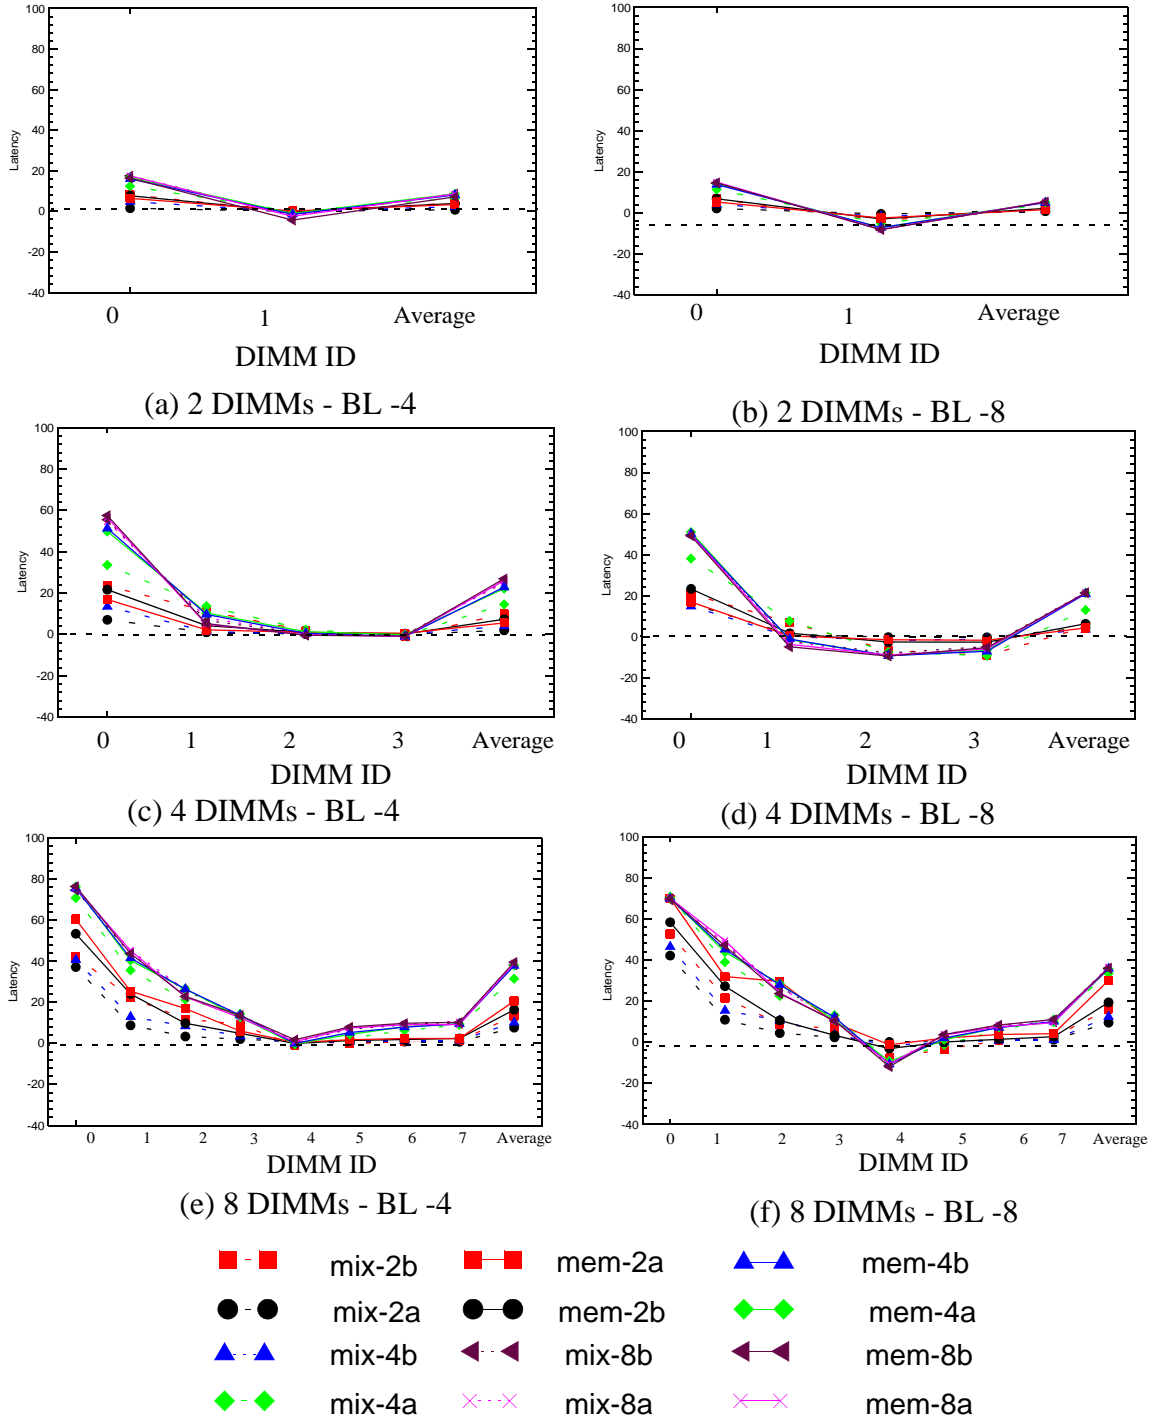 100
80
60
40
20
0
-20
-40
Latency
0 1 Average
DIMM ID
(a) 2 DIMMs - BL -4
100
80
60
40
20
0
-20
-40
Latency
0 1 Average
DIMM ID
(b) 2 DIMMs - BL -8
100
80
60
40
20
0
-20
-40
Latency
0 1 2 3 Average
DIMM ID
(c) 4 DIMMs - BL -4
100
80
60
40
20
0
-20
-40
Latency
0 1 2 3 Average
DIMM ID
(d) 4 DIMMs - BL -8
100
80
60
40
20
0
-20
-40
Latency
0 1 2 3 4 5 6 7 Average
DIMM ID
(e) 8 DIMMs - BL -4
100
80
60
40
20
0
-20
-40
Latency
0 1 2 3 4 5 6 7 Average
DIMM ID
(f) 8 DIMMs - BL -8
mix-2b mem-2a mem-4b
mix-2a mem-2b mem-4a
mix-4b mix-8b mem-8b
mix-4a mix-8a mem-8a